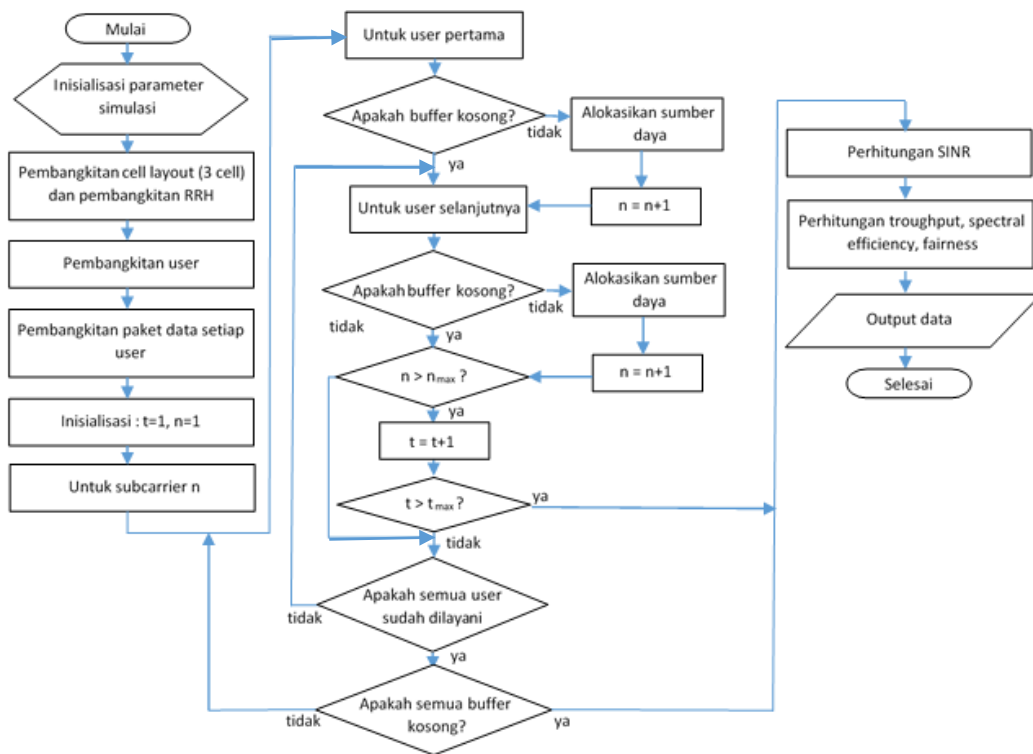 Mulai
Inisialisasi parameter
simulasi
Pembangkitan cell layout (3 cell)
dan pembangkitan RRH
Pembangkitan user
Pembangkitan paket data setiap
user
Inisialisasi : t=1, n=1
Untuk subcarrier n
Untuk user pertama
Apakah buffer kosong?
tidak
Alokasikan sumber
daya
ya
n = n+1
Untuk user selanjutnya
Apakah buffer kosong?
tidak
Alokasikan sumber
daya
tidak
ya
n = n+1
n > nmax ?
ya
t = t+1
t > tmax ?
ya
tidak
Apakah semua user
sudah dilayani
tidak
ya
Apakah semua buffer
kosong?
tidak
ya
Perhitungan SINR
Perhitungan troughput, spectral
efficiency, fairness
Output data
Selesai